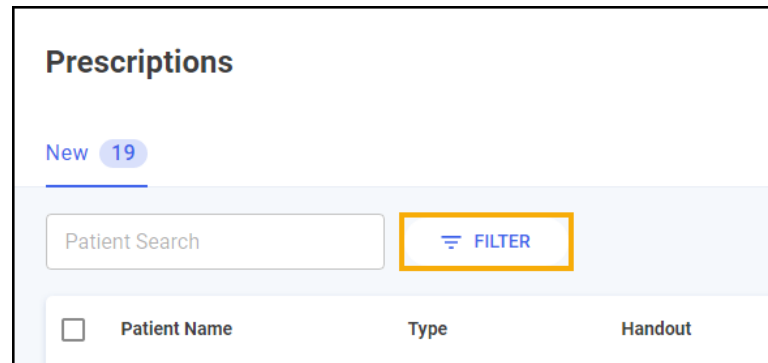 Prescriptions
New 19
Patient Search FILTER
Patient Name Type Handout